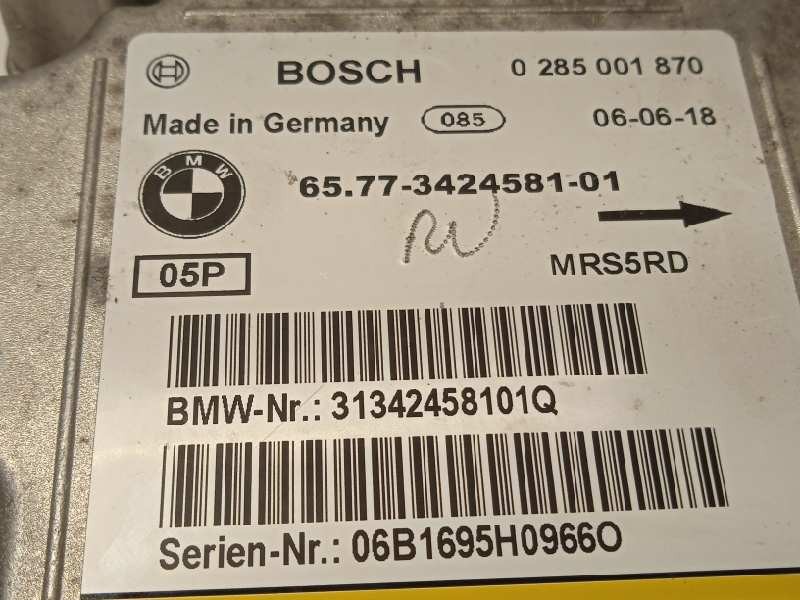 BOSCH 0 285 001 870
Made in Germany 085 06-06-18
BMW 65.77-3424581-01
05P MRS5RD
BMW-Nr.: 31342458101Q
Serien-Nr.: 06B1695H0966O